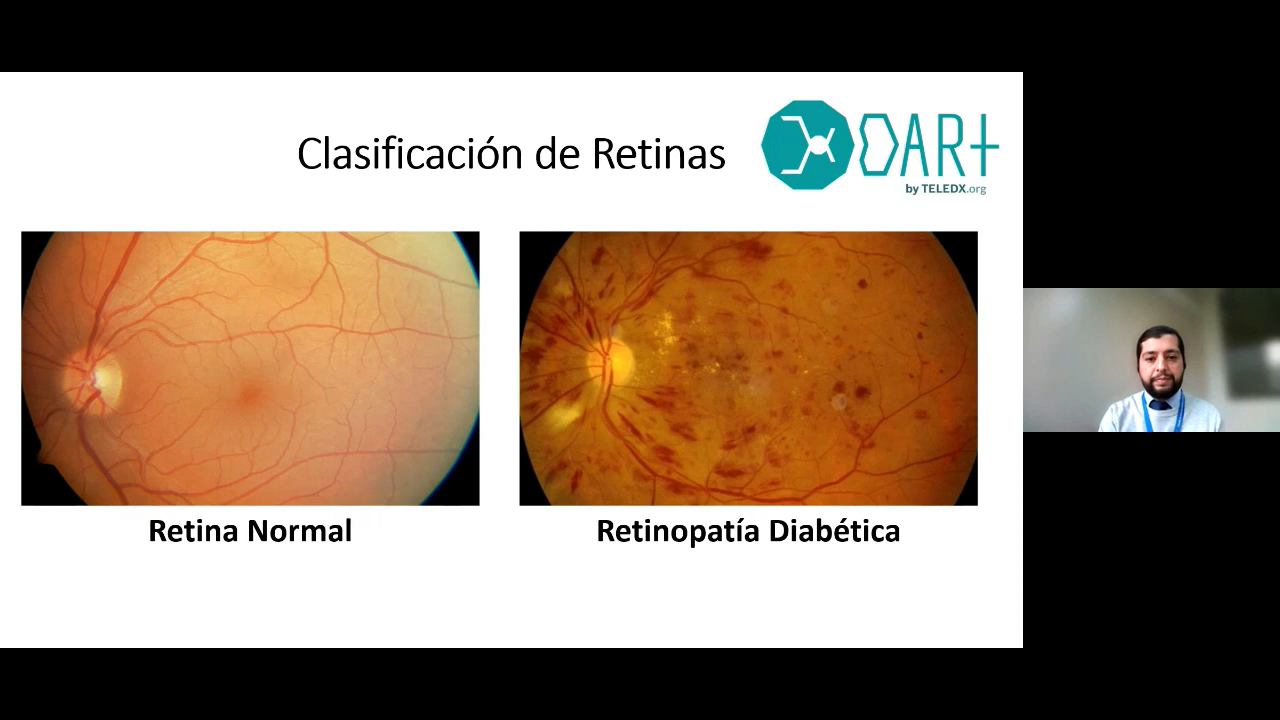 Clasificación de Retinas
DART
by TELEDX.org
Retina Normal
Retinopatía Diabética